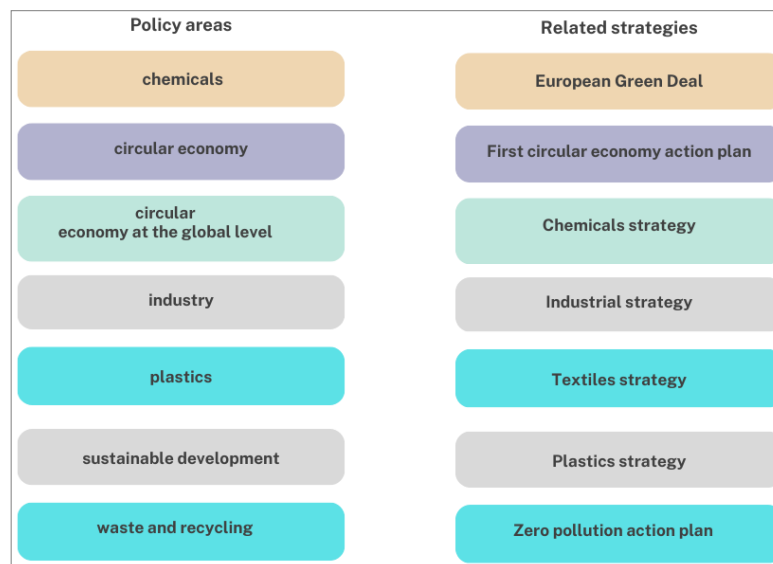 Policy areas
Related strategies
chemicals
European Green Deal
circular economy
First circular economy action plan
circular
economy at the global level
Chemicals strategy
industry
Industrial strategy
plastics
Textiles strategy
sustainable development
Plastics strategy
waste and recycling
Zero pollution action plan